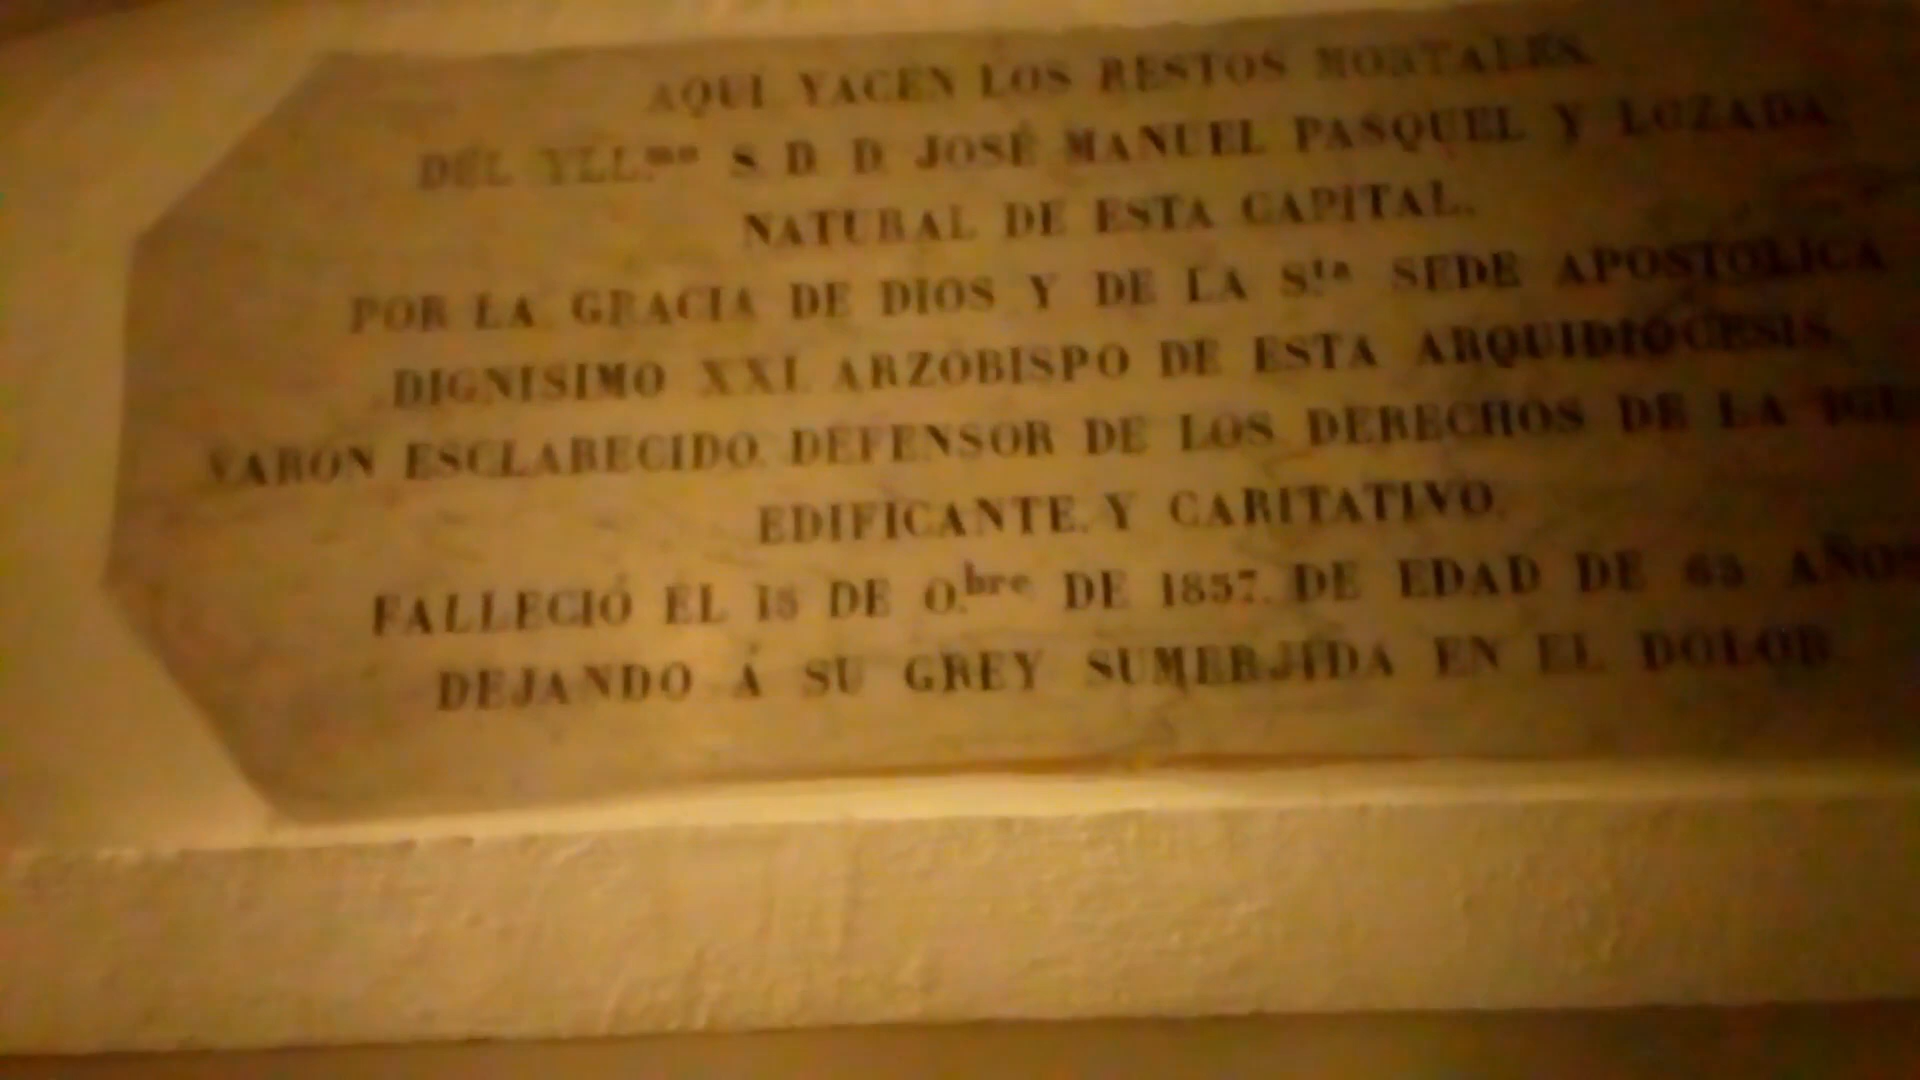 AQUI YACEN LOS RESTOS MORTALES
DEL YLL.mo S. D. D. JOSÉ MANUEL PASQUEL Y LOZADA
NATURAL DE ESTA CAPITAL.
POR LA GRACIA DE DIOS Y DE LA S.ta SEDE APOSTOLICA
DIGNISIMO XXI. ARZOBISPO DE ESTA ARQUIDIOCESIS.
VARON ESCLARECIDO. DEFENSOR DE LOS DERECHOS DE LA
EDIFICANTE. Y CARITATIVO.
FALLECIÓ EL DE O.bre DE 1857. DE EDAD DE 63 AÑOS
DEJANDO Á SU GREY SUMERJIDA EN EL DOLOR